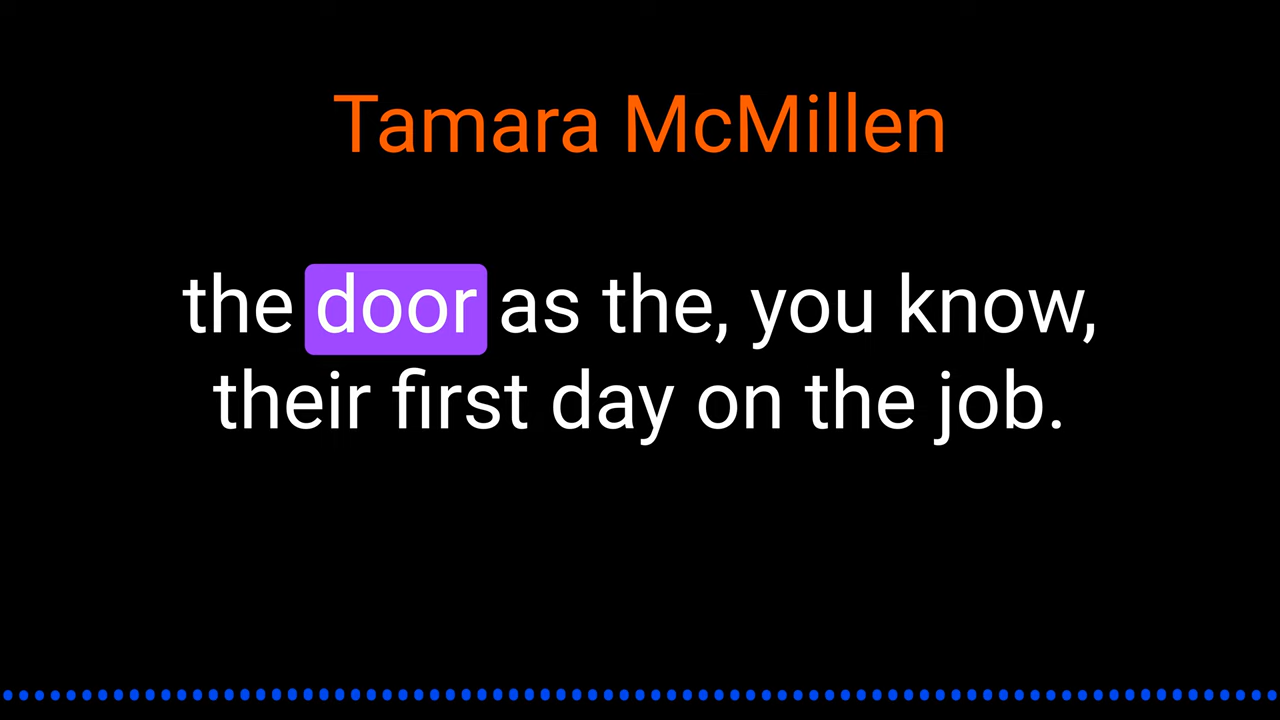 Tamara McMillen
the door as the, you know,
their first day on the job.